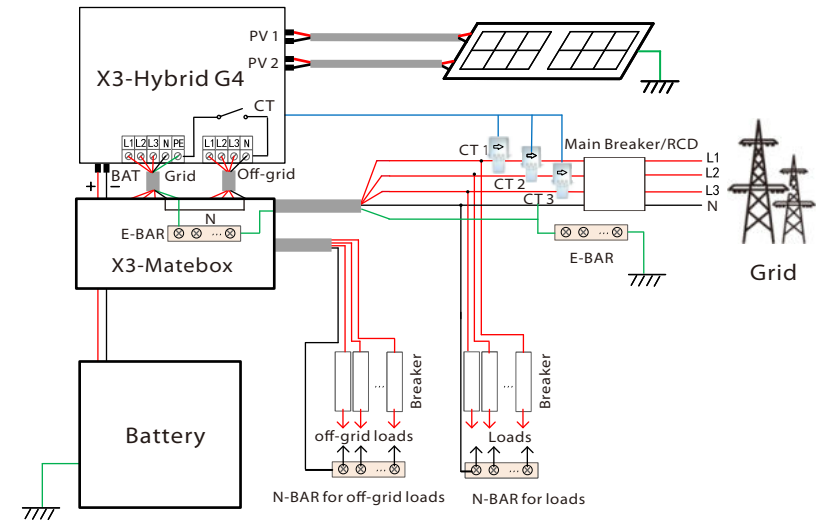 PV 1
PV 2
X3-Hybrid G4
CT
L1 L2 L3 N PE
L1 L2 L3 N
BAT
Grid
Off-grid
+
−
CT 1
CT 2
CT 3
Main Breaker/RCD
L1
L2
L3
N
N
E-BAR
...
X3-Matebox
...
E-BAR
Grid
...
Breaker
...
Breaker
Battery
off-grid loads
Loads
...
...
N-BAR for off-grid loads
N-BAR for loads